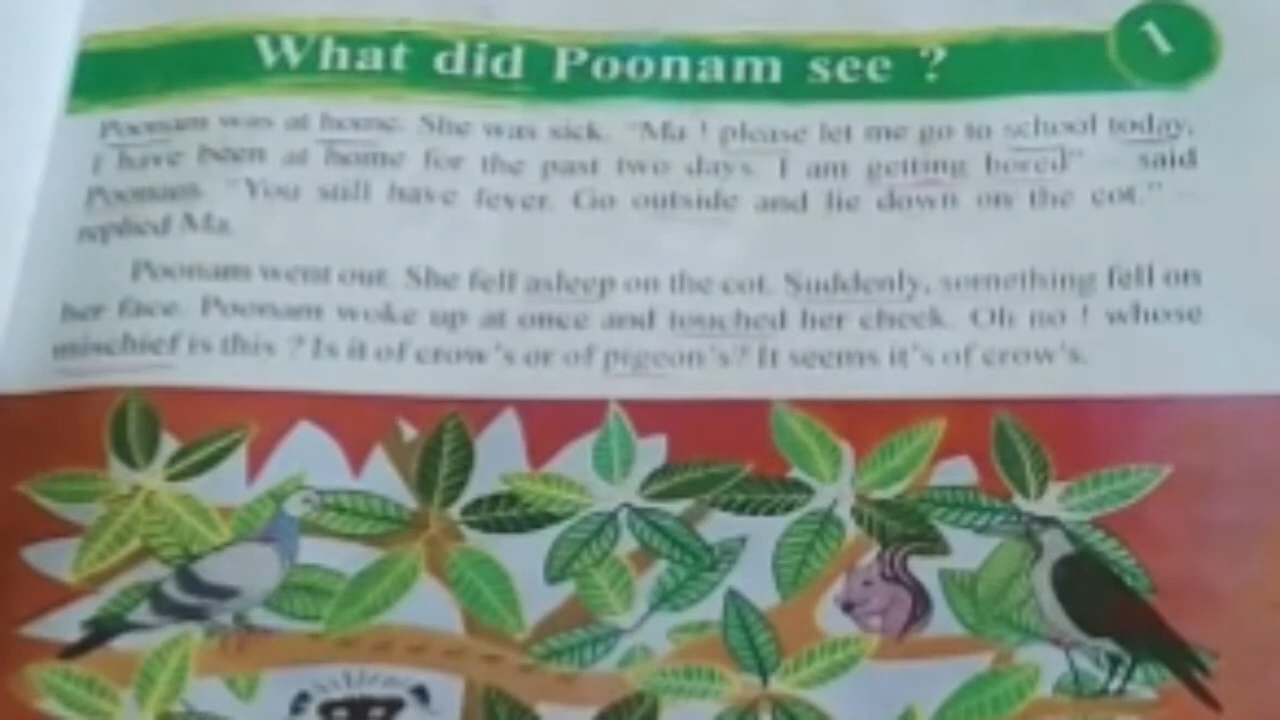 What did Poonam see ?
1
Poonam was at home. She was sick. "Ma ! please let me go to school today,
I have been at home for the past two days. I am getting bored" – said
Poonam. "You still have fever. Go outside and lie down on the cot." –
replied Ma.
Poonam went out. She fell asleep on the cot. Suddenly, something fell on
her face. Poonam woke up at once and touched her cheek. Oh no ! whose
mischief is this ? Is it of crow's or of pigeon's? It seems it's of crow's.